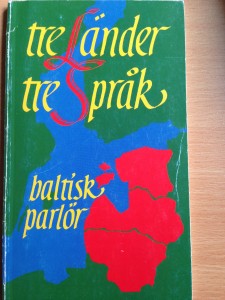 tre Länder
tre Språk
baltisk
parlör